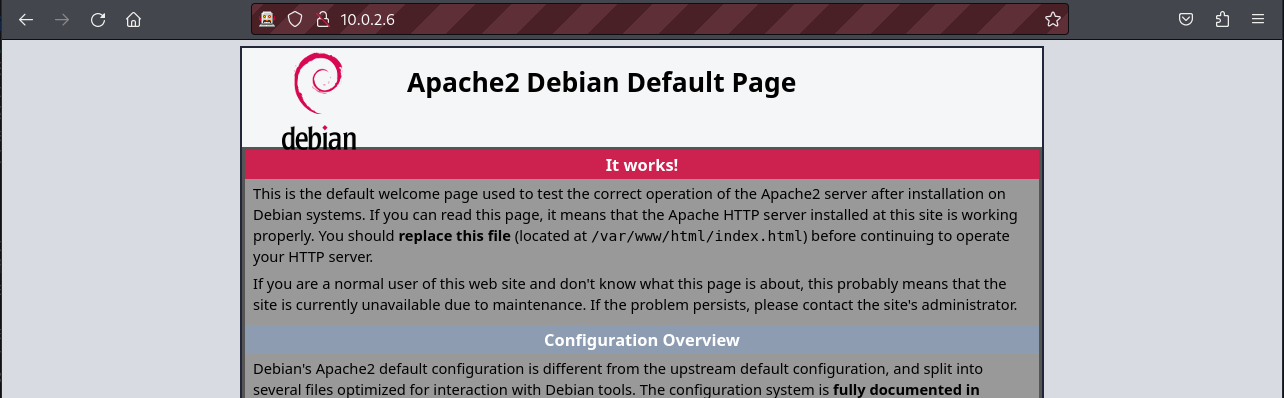 10.0.2.6
Apache2 Debian Default Page
debian
It works!
This is the default welcome page used to test the correct operation of the Apache2 server after installation on
Debian systems. If you can read this page, it means that the Apache HTTP server installed at this site is working
properly. You should replace this file (located at /var/www/html/index.html) before continuing to operate
your HTTP server.
If you are a normal user of this web site and don't know what this page is about, this probably means that the
site is currently unavailable due to maintenance. If the problem persists, please contact the site's administrator.
Configuration Overview
Debian's Apache2 default configuration is different from the upstream default configuration, and split into
several files optimized for interaction with Debian tools. The configuration system is fully documented in